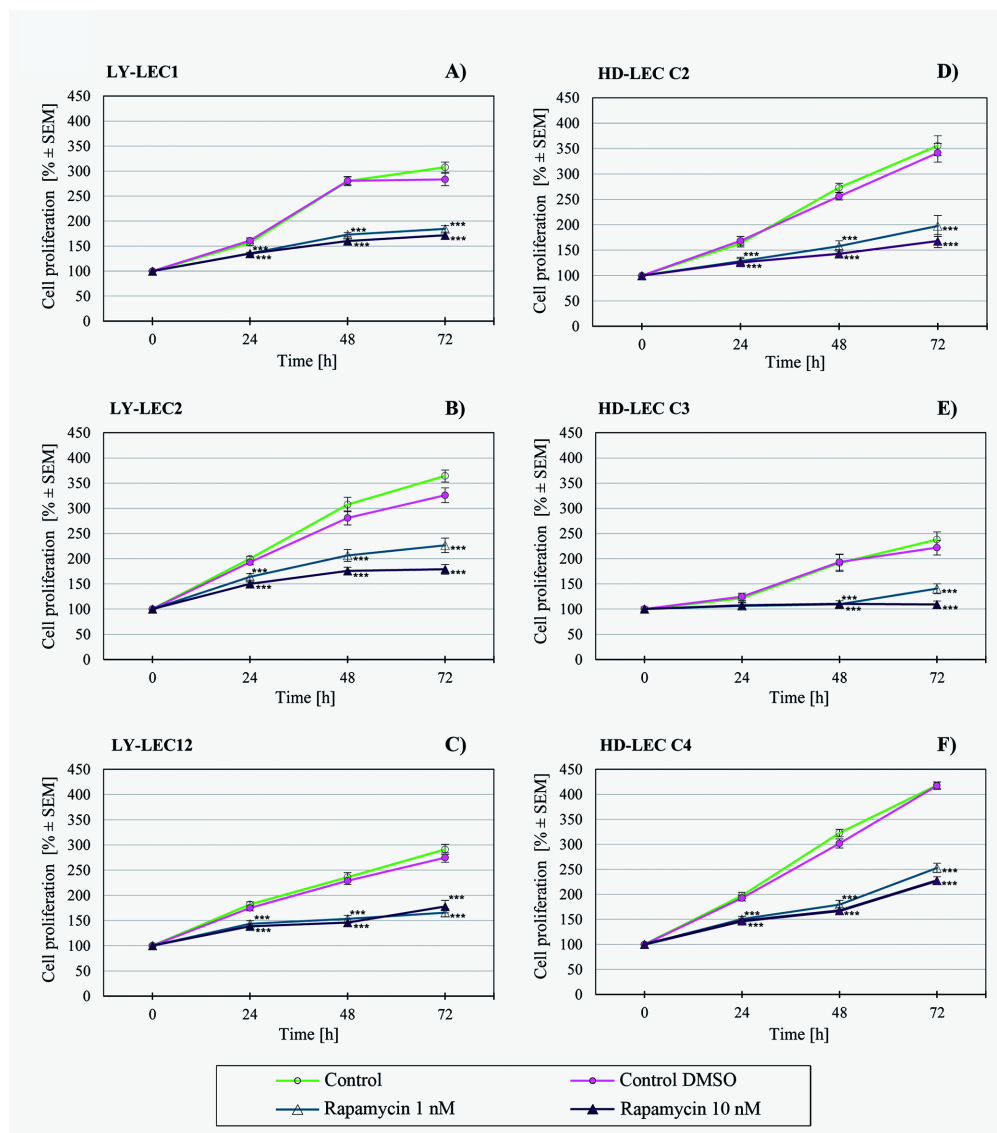 LY-LEC1 A)
Cell proliferation [% ± SEM]
450
400
350
300
250
200
150
100
50
0
*** *** *** ***
*** *** ***
0 24 48 72
Time [h]
HD-LEC C2 D)
Cell proliferation [% ± SEM]
450
400
350
300
250
200
150
100
50
0
*** *** ***
*** *** ***
0 24 48 72
Time [h]
LY-LEC2 B)
Cell proliferation [% ± SEM]
450
400
350
300
250
200
150
100
50
0
*** *** ***
*** *** ***
0 24 48 72
Time [h]
HD-LEC C3 E)
Cell proliferation [% ± SEM]
450
400
350
300
250
200
150
100
50
0
*** ***
*** ***
0 24 48 72
Time [h]
LY-LEC12 C)
Cell proliferation [% ± SEM]
450
400
350
300
250
200
150
100
50
0
*** *** ***
*** *** ***
0 24 48 72
Time [h]
HD-LEC C4 F)
Cell proliferation [% ± SEM]
450
400
350
300
250
200
150
100
50
0
*** *** ***
*** *** ***
0 24 48 72
Time [h]
Control Control DMSO
Rapamycin 1 nM Rapamycin 10 nM